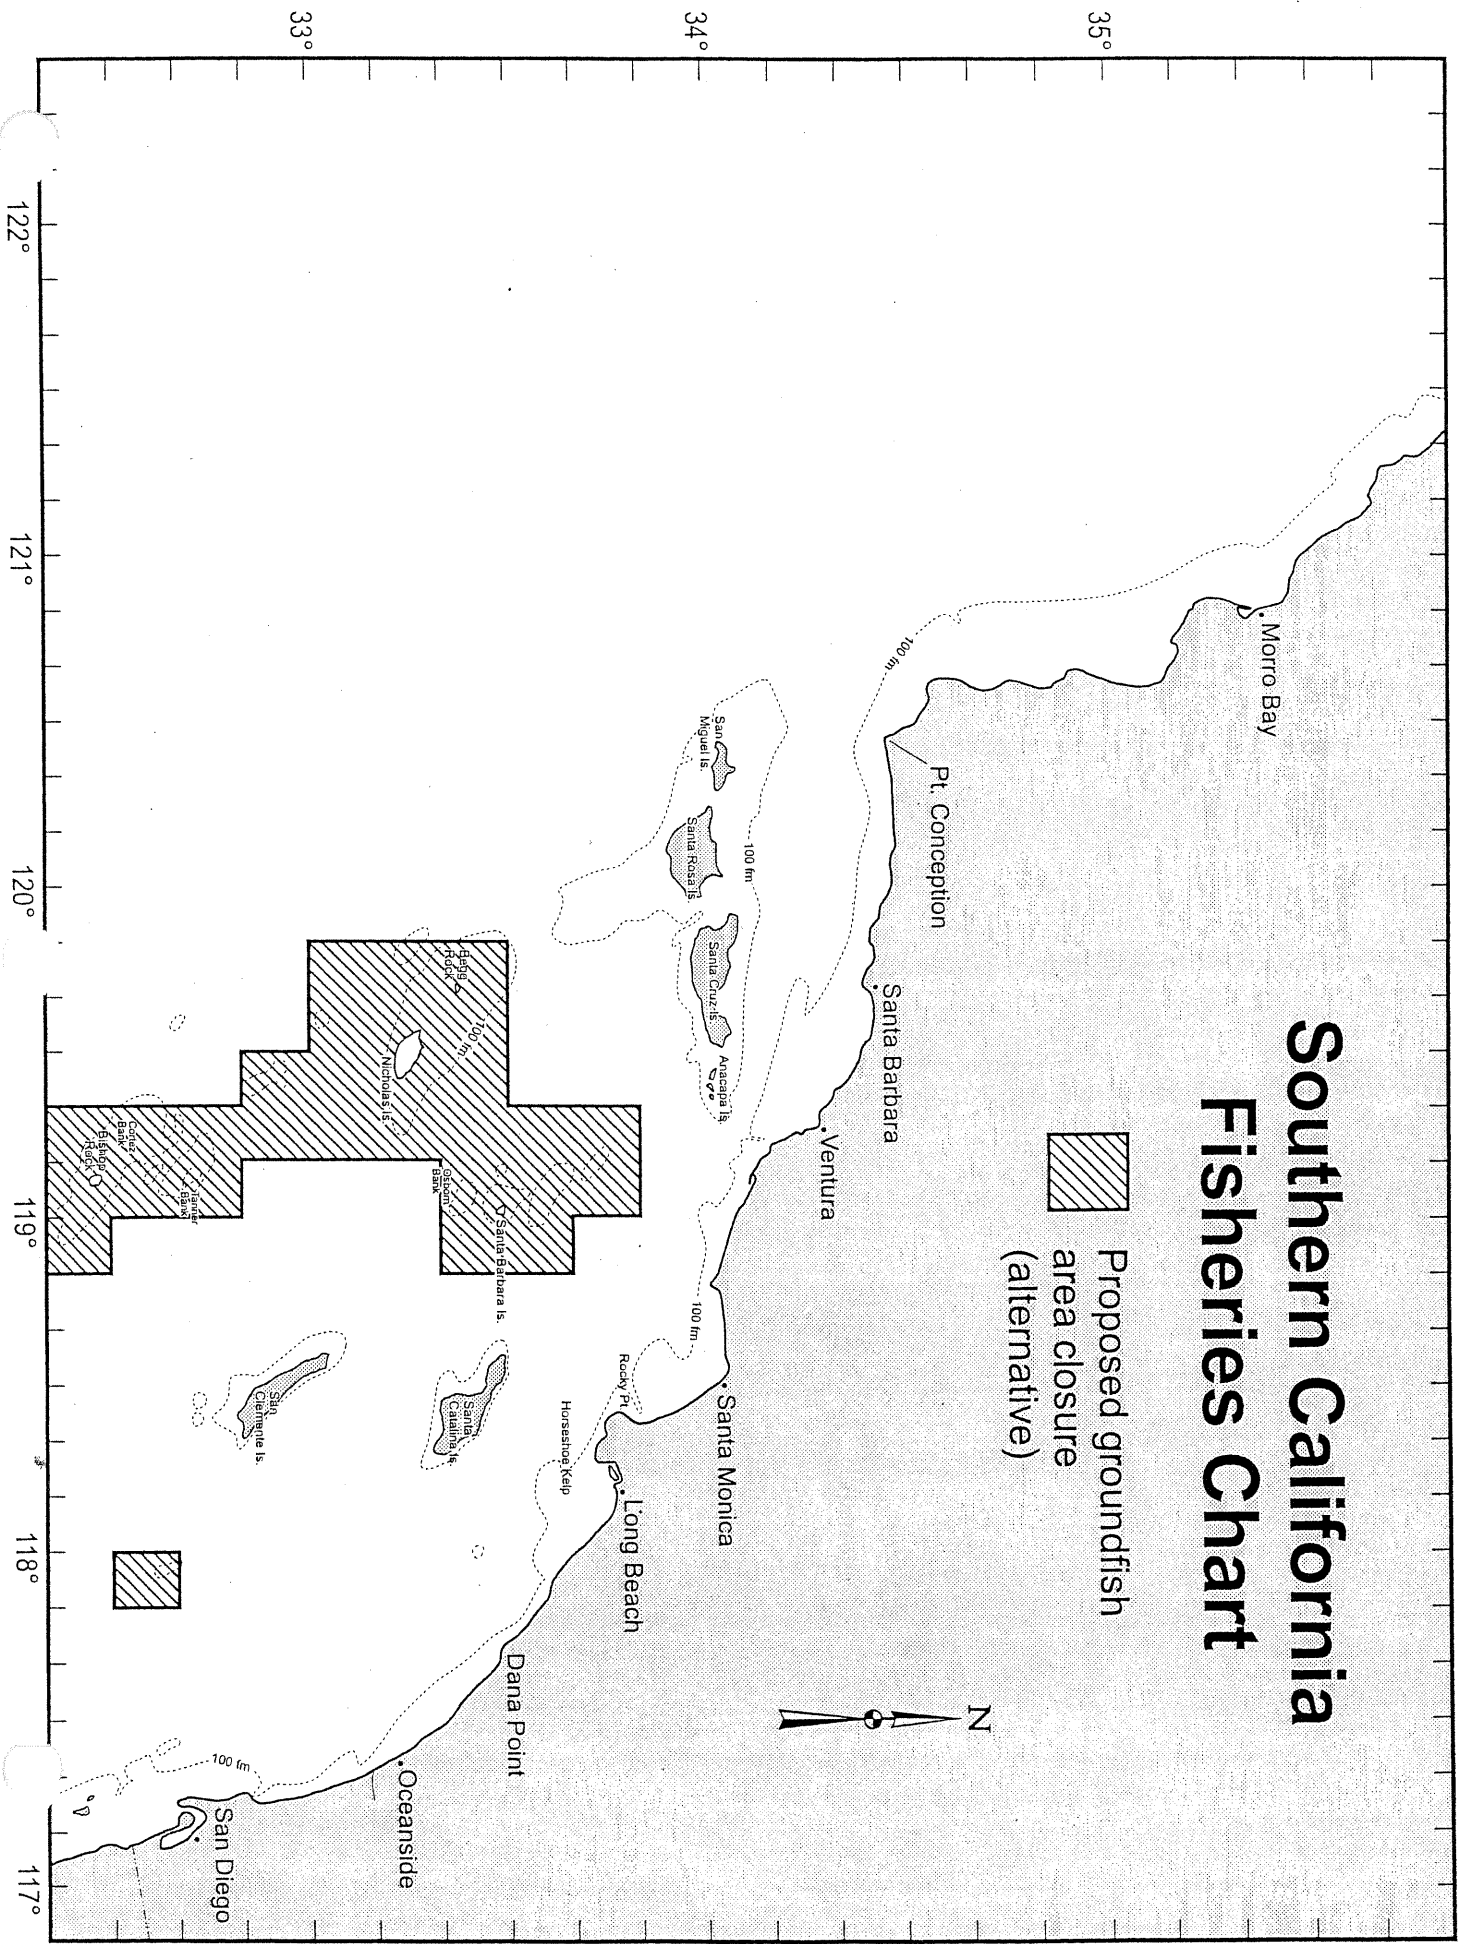 Southern California
Fisheries Chart
Proposed groundfish
area closure
(alternative)
N
35°
34°
33°
122°
121°
120°
119°
118°
117°
Morro Bay
Pt. Conception
Santa Barbara
Ventura
Santa Monica
Long Beach
Dana Point
Oceanside
San Diego
100 fm
100 fm
100 fm
100 fm
100 fm
San
Miguel Is.
Santa Rosa Is.
Santa Cruz Is.
Anacapa Is.
Rocky Pt.
Horseshoe Kelp
Begg
Rock
Nicholas Is.
Santa Barbara Is.
Osborn
Bank
Santa
Catalina Is.
San
Clemente Is.
Tanner
Bank
Cortez
Bank
Bishop
Rock